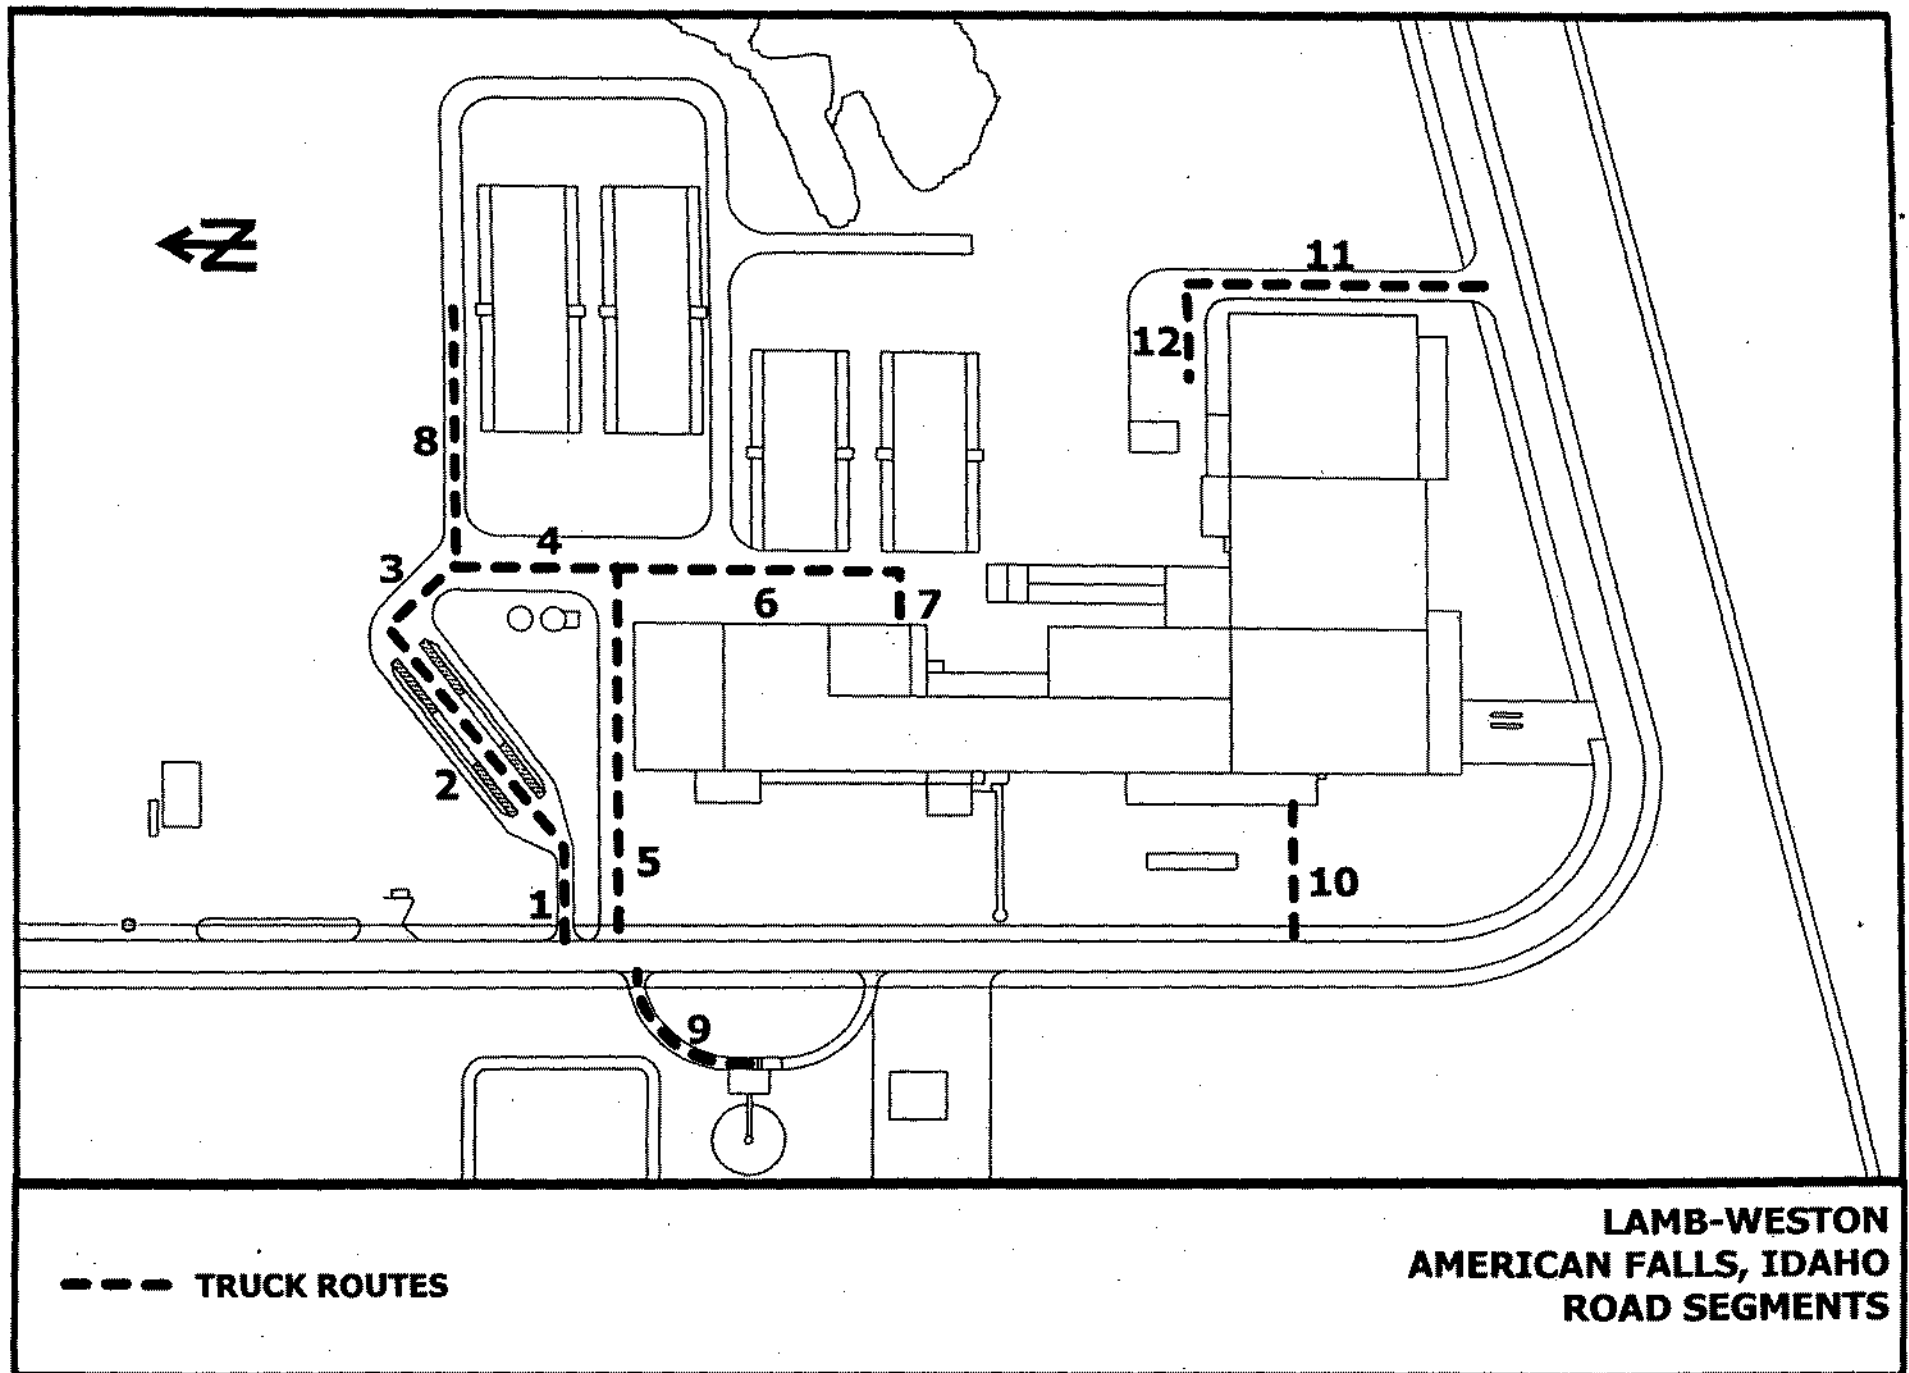 11
N
12
8
4
3
6
7
2
5
10
1
9
LAMB-WESTON
AMERICAN FALLS, IDAHO
TRUCK ROUTES
ROAD SEGMENTS